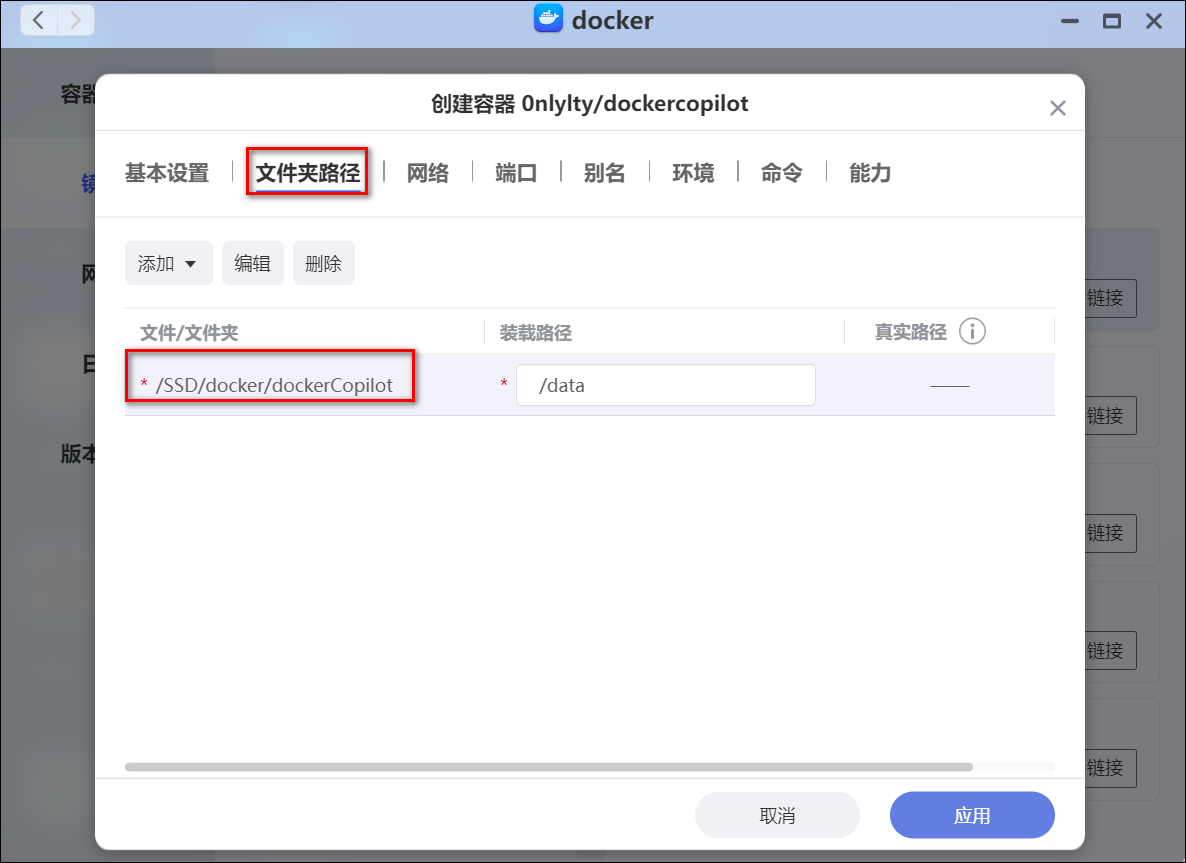 docker
容器
创建容器 0nlylty/dockercopilot
基本设置 文件夹路径 网络 端口 别名 环境 命令 能力
添加 编辑 删除
链接
文件/文件夹 装载路径 真实路径
* /SSD/docker/dockerCopilot * /data ——
链接
版本
链接
链接
链接
取消 应用